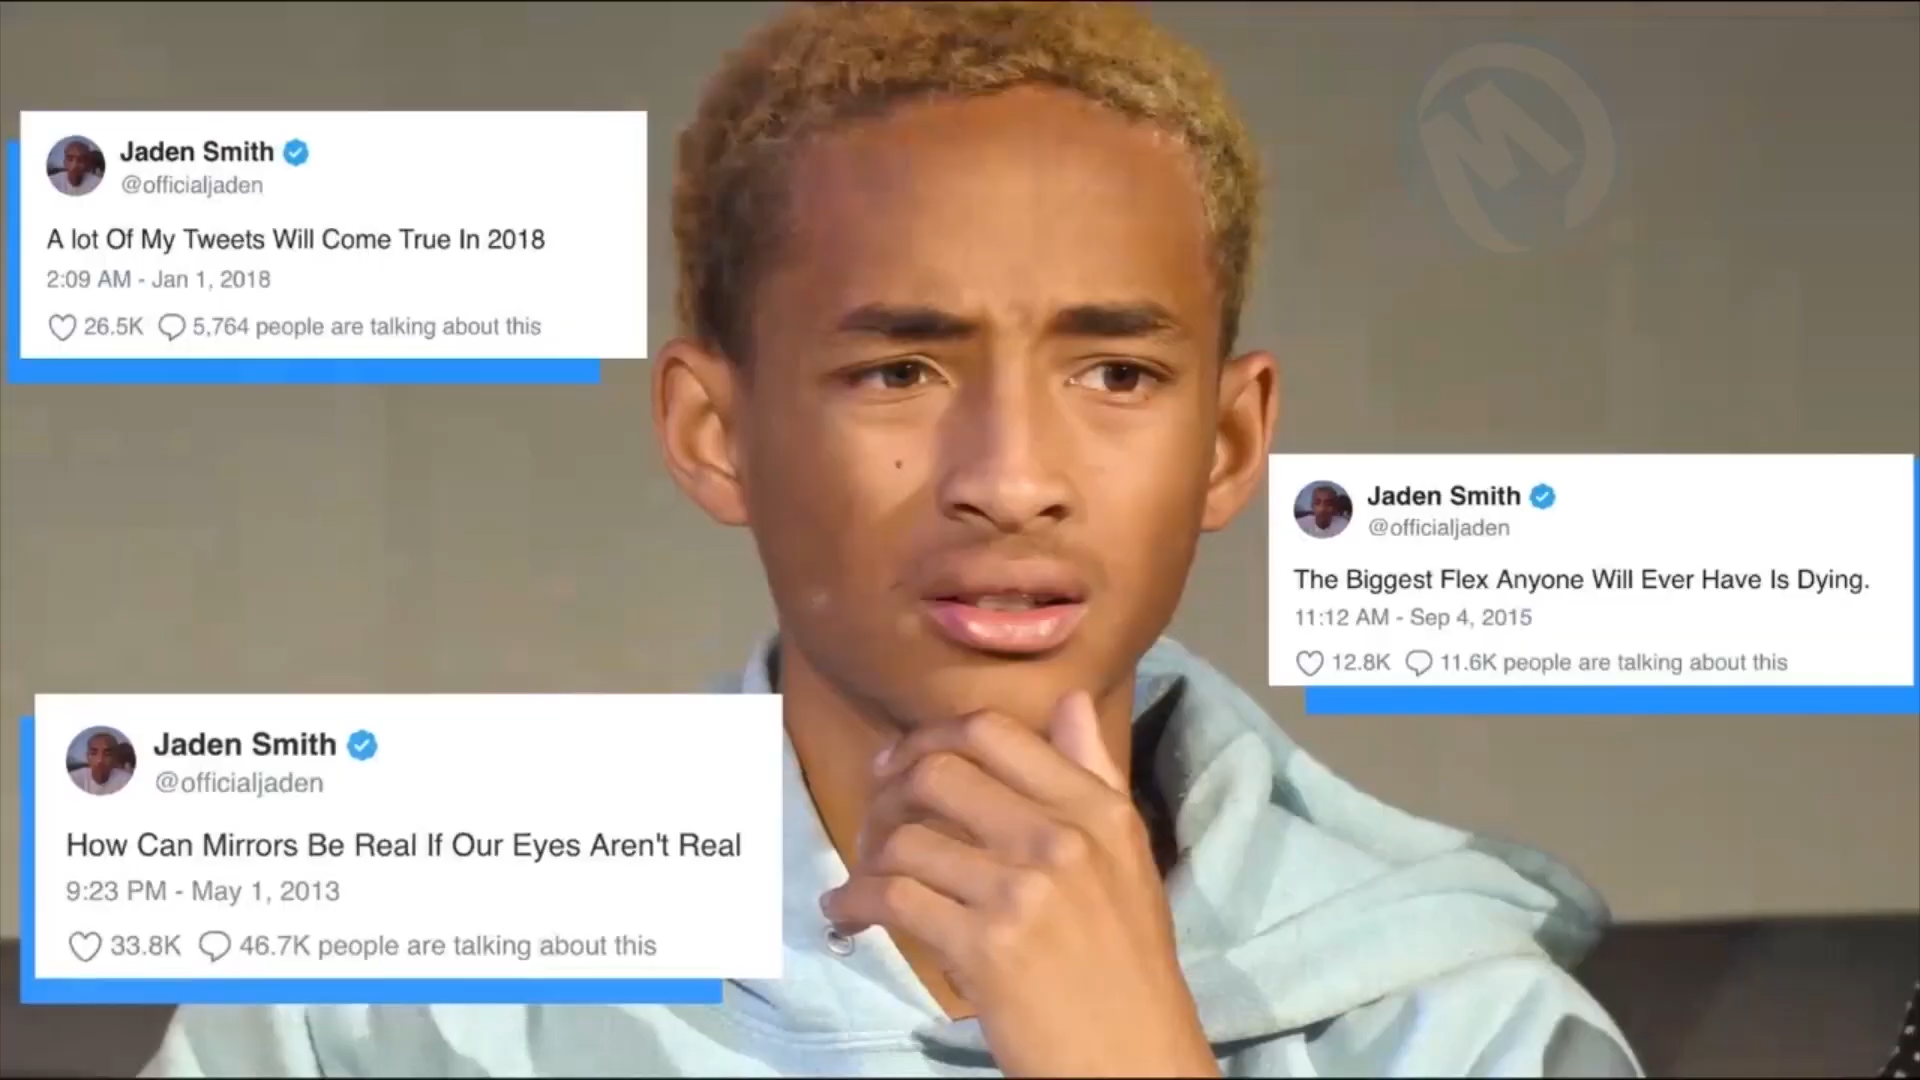 Jaden Smith
@officialjaden
A lot Of My Tweets Will Come True In 2018
2:09 AM - Jan 1, 2018
26.5K 5,764 people are talking about this
Jaden Smith
@officialjaden
The Biggest Flex Anyone Will Ever Have Is Dying.
11:12 AM - Sep 4, 2015
12.8K 11.6K people are talking about this
Jaden Smith
@officialjaden
How Can Mirrors Be Real If Our Eyes Aren't Real
9:23 PM - May 1, 2013
33.8K 46.7K people are talking about this
M